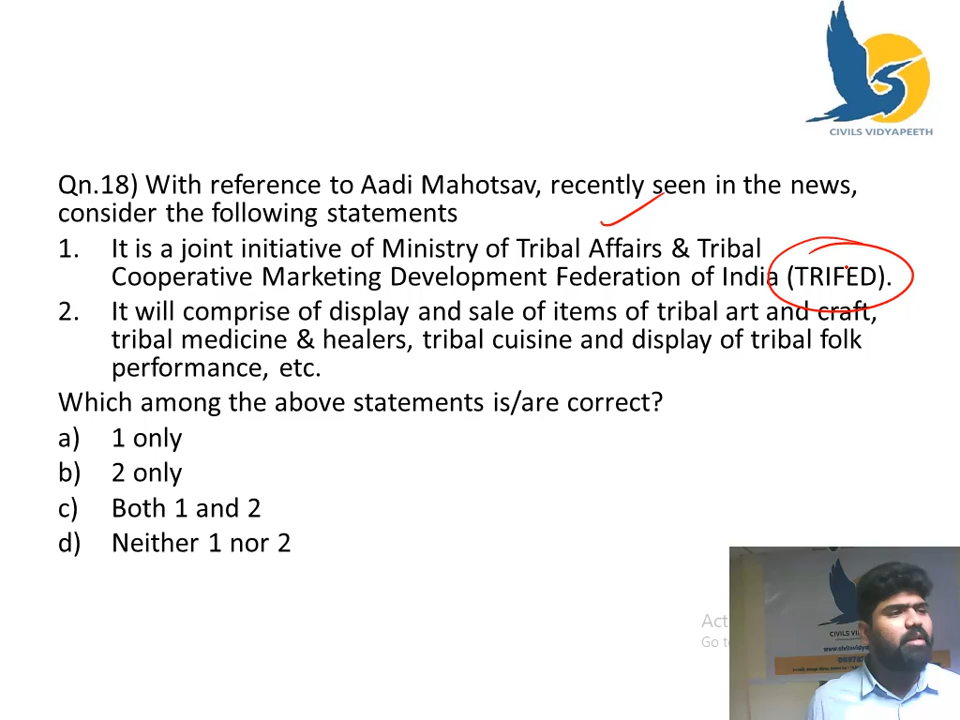 CIVILS VIDYAPEETH
Qn.18) With reference to Aadi Mahotsav, recently seen in the news,
consider the following statements
1. It is a joint initiative of Ministry of Tribal Affairs & Tribal
Cooperative Marketing Development Federation of India (TRIFED).
2. It will comprise of display and sale of items of tribal art and craft,
tribal medicine & healers, tribal cuisine and display of tribal folk
performance, etc.
Which among the above statements is/are correct?
a) 1 only
b) 2 only
c) Both 1 and 2
d) Neither 1 nor 2
Act
Go to
CIVILS